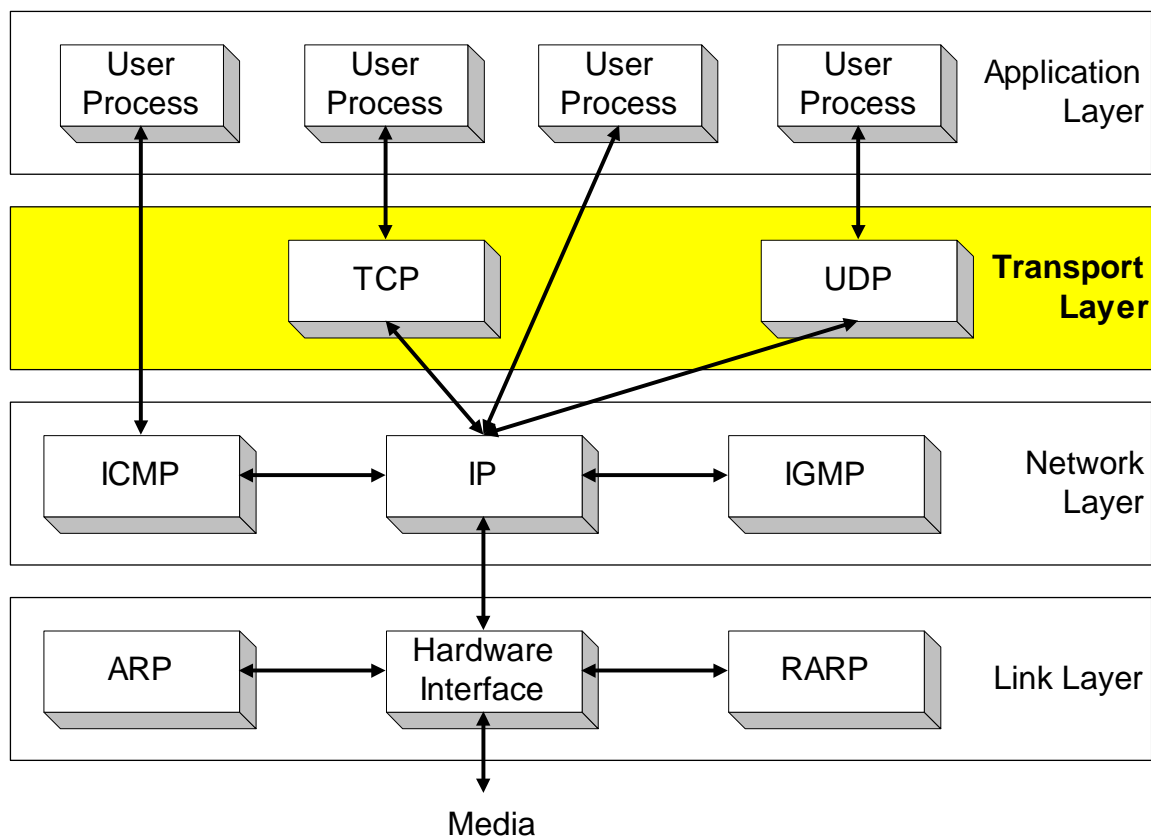 User
Process
User
Process
User
Process
User
Process
Application
Layer
TCP
UDP
Transport
Layer
ICMP
IP
IGMP
Network
Layer
ARP
Hardware
Interface
RARP
Link Layer
Media